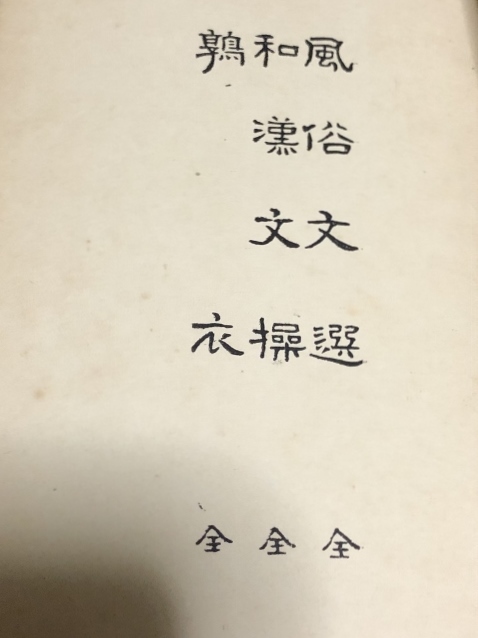 風俗文選 全
和漢文操 全
鶉衣 全